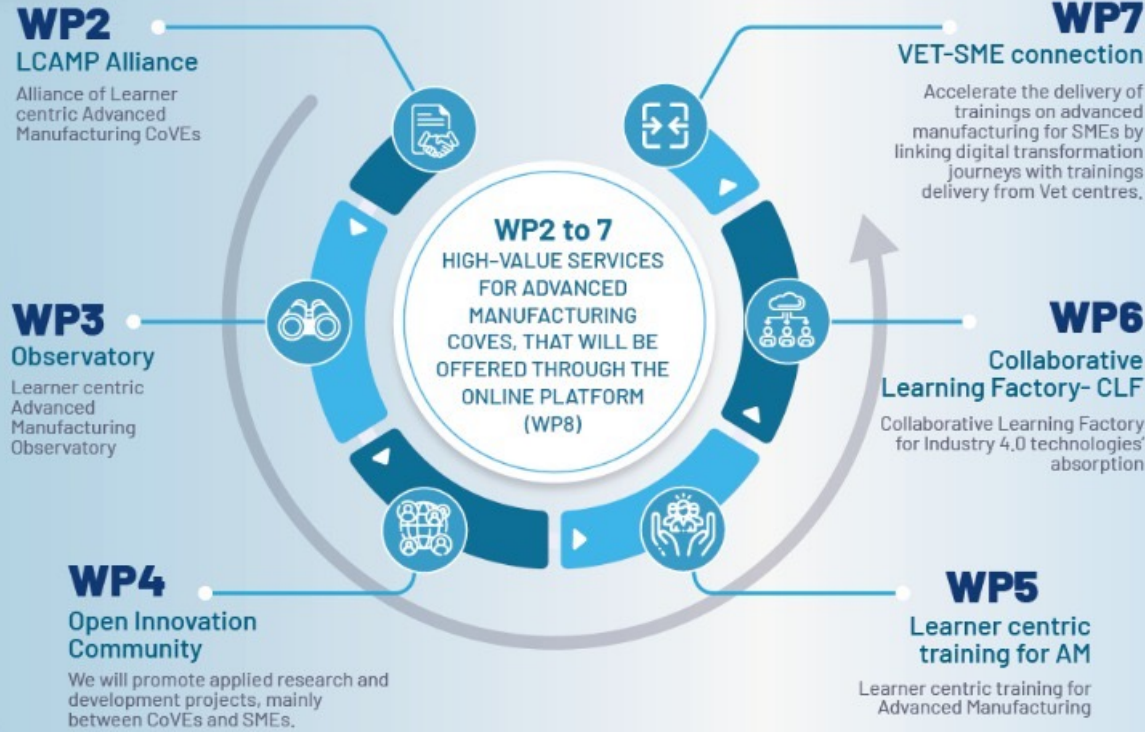 WP2
LCAMP Alliance
Alliance of Learner
centric Advanced
Manufacturing CoVEs
WP3
Observatory
Learner centric
Advanced
Manufacturing
Observatory
WP4
Open Innovation
Community
We will promote applied research and
development projects, mainly
between CoVEs and SMEs.
WP2 to 7
HIGH-VALUE SERVICES
FOR ADVANCED
MANUFACTURING
COVES, THAT WILL BE
OFFERED THROUGH THE
ONLINE PLATFORM
(WP8)
WP5
Learner centric
training for AM
Learner centric training for
Advanced Manufacturing
WP6
Collaborative
Learning Factory- CLF
Collaborative Learning Factory
for Industry 4.0 technologies'
absorption
WP7
VET-SME connection
Accelerate the delivery of
trainings on advanced
manufacturing for SMEs by
linking digital transformation
journeys with trainings
delivery from Vet centres.